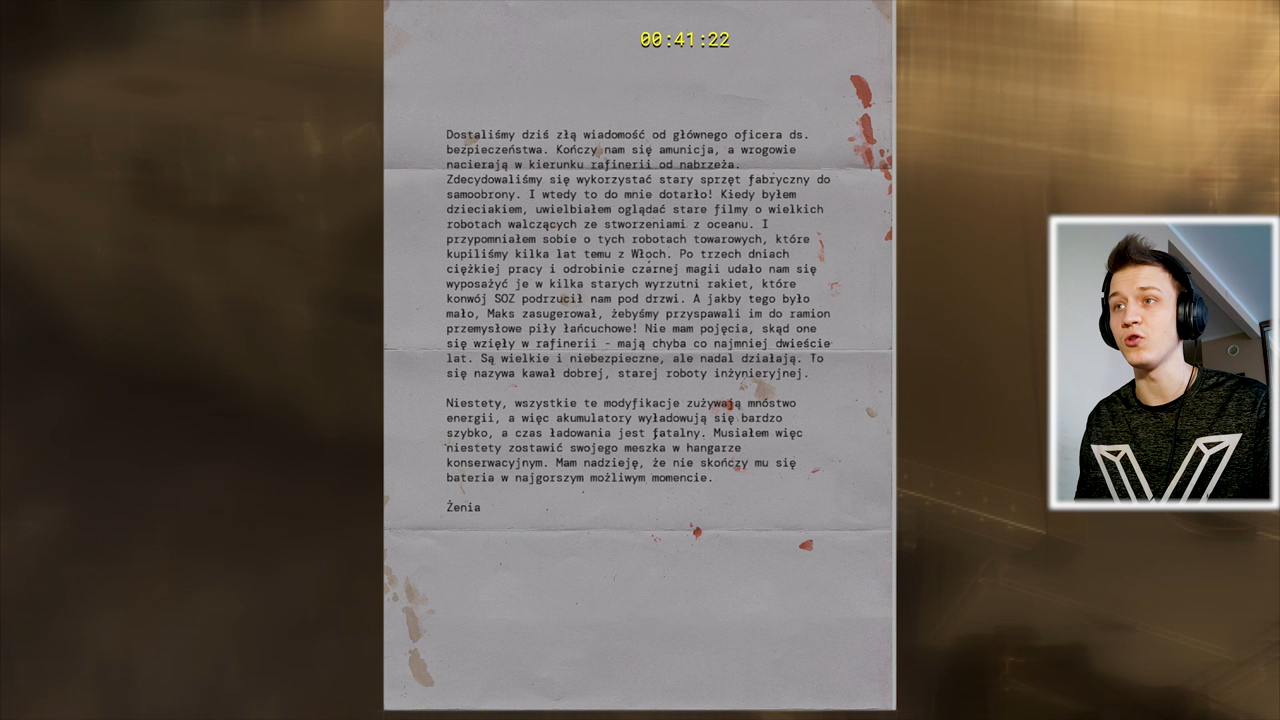 00:41:22
Dostaliśmy dziś złą wiadomość od głównego oficera ds.
bezpieczeństwa. Kończy nam się amunicja, a wrogowie
nacierają w kierunku rafinerii od nabrzeża.
Zdecydowaliśmy się wykorzystać stary sprzęt fabryczny do
samoobrony. I wtedy to do mnie dotarło! Kiedy byłem
dzieciakiem, uwielbiałem oglądać stare filmy o wielkich
robotach walczących ze stworzeniami z oceanu. I
przypomniałem sobie o tych robotach towarowych, które
kupiliśmy kilka lat temu z Włoch. Po trzech dniach
ciężkiej pracy i odrobinie czarnej magii udało nam się
wyposażyć je w kilka starych wyrzutni rakiet, które
konwój SOZ podrzucił nam pod drzwi. A jakby tego było
mało, Maks zasugerował, żebyśmy przyspawali im do ramion
przemysłowe piły łańcuchowe! Nie mam pojęcia, skąd one
się wzięły w rafinerii - mają chyba co najmniej dwieście
lat. Są wielkie i niebezpieczne, ale nadal działają. To
się nazywa kawał dobrej, starej roboty inżynieryjnej.
Niestety, wszystkie te modyfikacje zużywają mnóstwo
energii, a więc akumulatory wyładowują się bardzo
szybko, a czas ładowania jest fatalny. Musiałem więc
niestety zostawić swojego meszka w hangarze
konserwacyjnym. Mam nadzieję, że nie skończy mu się
bateria w najgorszym możliwym momencie.
Żenia